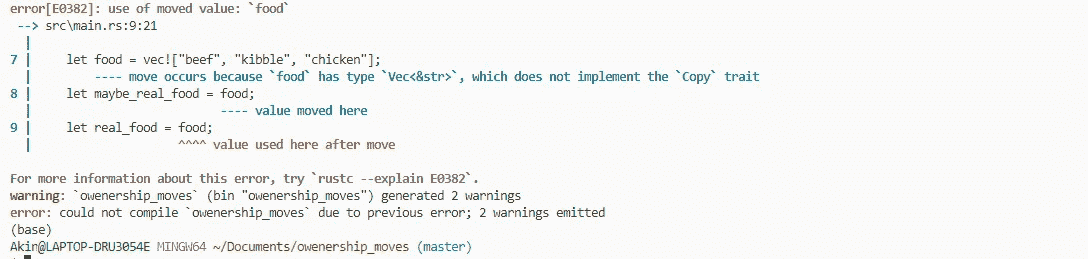 error[E0382]: use of moved value: `food`
 --> src\main.rs:9:21
  |
7 |     let food = vec!["beef", "kibble", "chicken"];
  |         ---- move occurs because `food` has type `Vec<&str>`, which does not implement the `Copy` trait
8 |     let maybe_real_food = food;
  |                           ---- value moved here
9 |     let real_food = food;
  |                     ^^^^ value used here after move

For more information about this error, try `rustc --explain E0382`.
warning: `owenership_moves` (bin "owenership_moves") generated 2 warnings
error: could not compile `owenership_moves` due to previous error; 2 warnings emitted
(base)
Akin@LAPTOP-DRU3054E MINGW64 ~/Documents/owenership_moves (master)